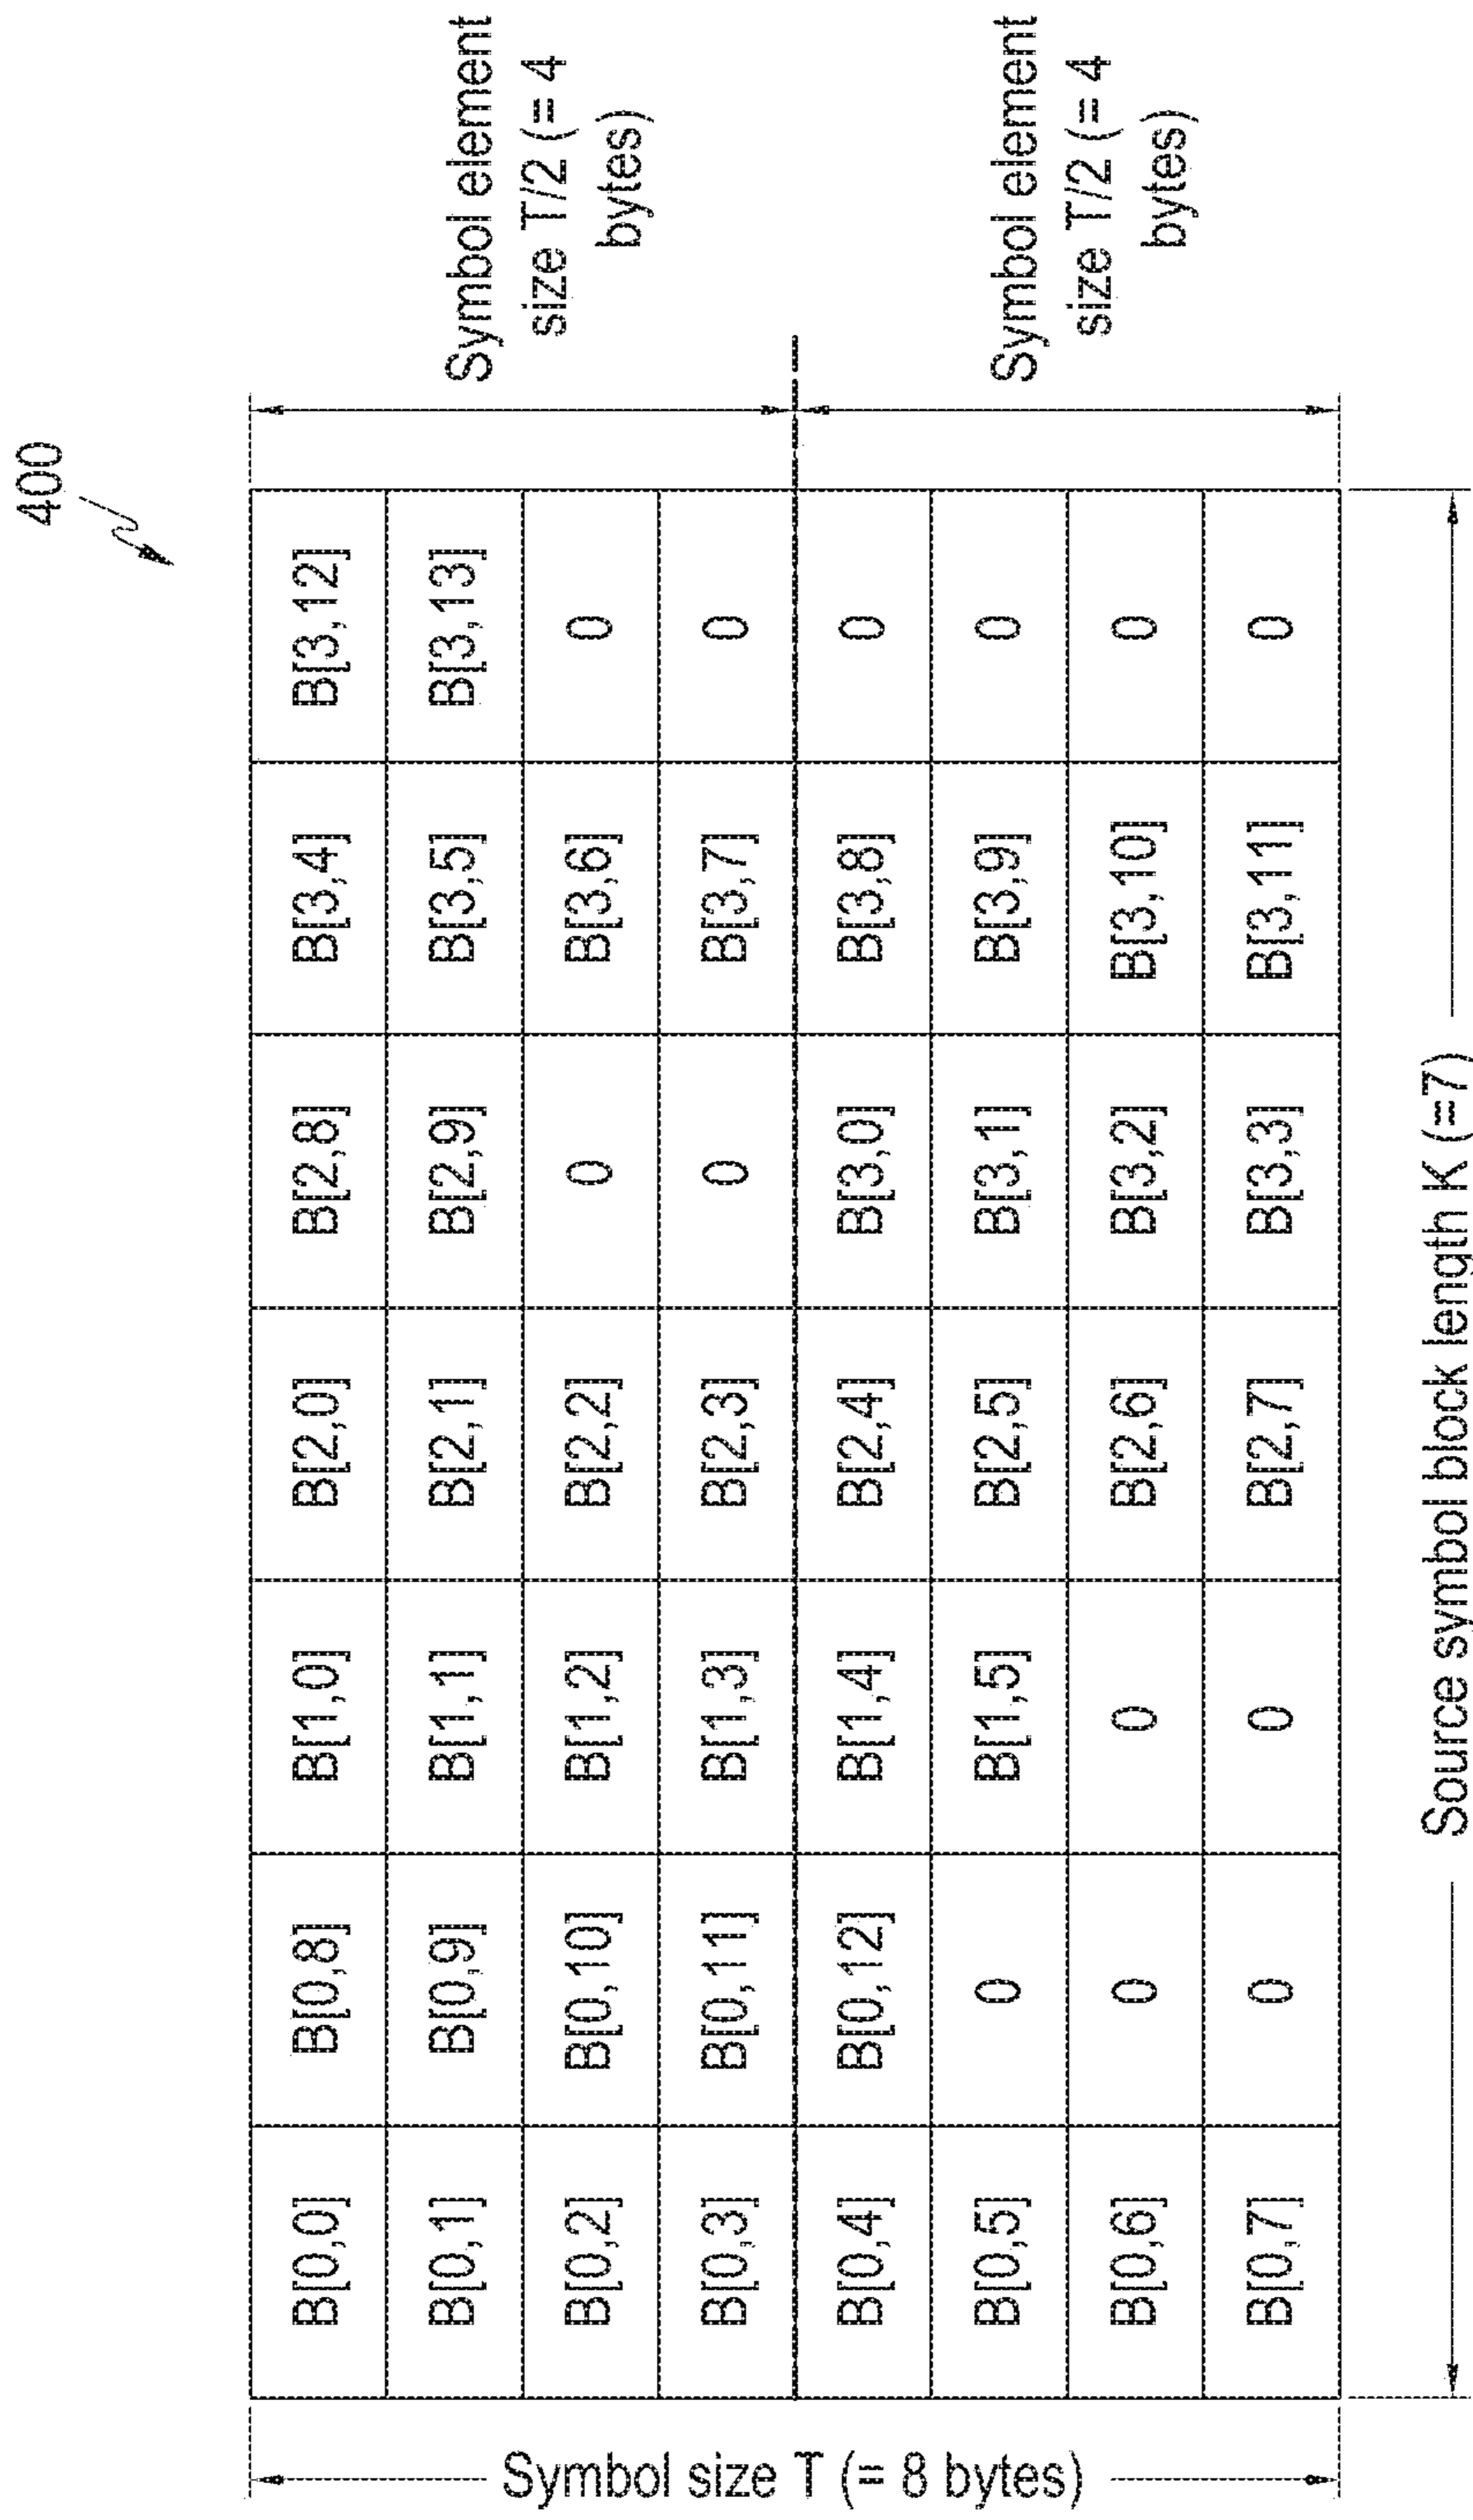 400
Symbol size T (= 8 bytes)
B[0,0] B[0,8] B[1,0] B[2,0] B[2,8] B[3,4] B[3,12]
B[0,1] B[0,9] B[1,1] B[2,1] B[2,9] B[3,5] B[3,13]
B[0,2] B[0,10] B[1,2] B[2,2] 0 B[3,6] 0
B[0,3] B[0,11] B[1,3] B[2,3] 0 B[3,7] 0
B[0,4] B[0,12] B[1,4] B[2,4] B[3,0] B[3,8] 0
B[0,5] 0 B[1,5] B[2,5] B[3,1] B[3,9] 0
B[0,6] 0 0 B[2,6] B[3,2] B[3,10] 0
B[0,7] 0 0 B[2,7] B[3,3] B[3,11] 0
Symbol element
size T/2 (= 4
bytes)
Symbol element
size T/2 (= 4
bytes)
Source symbol block length K (=7)